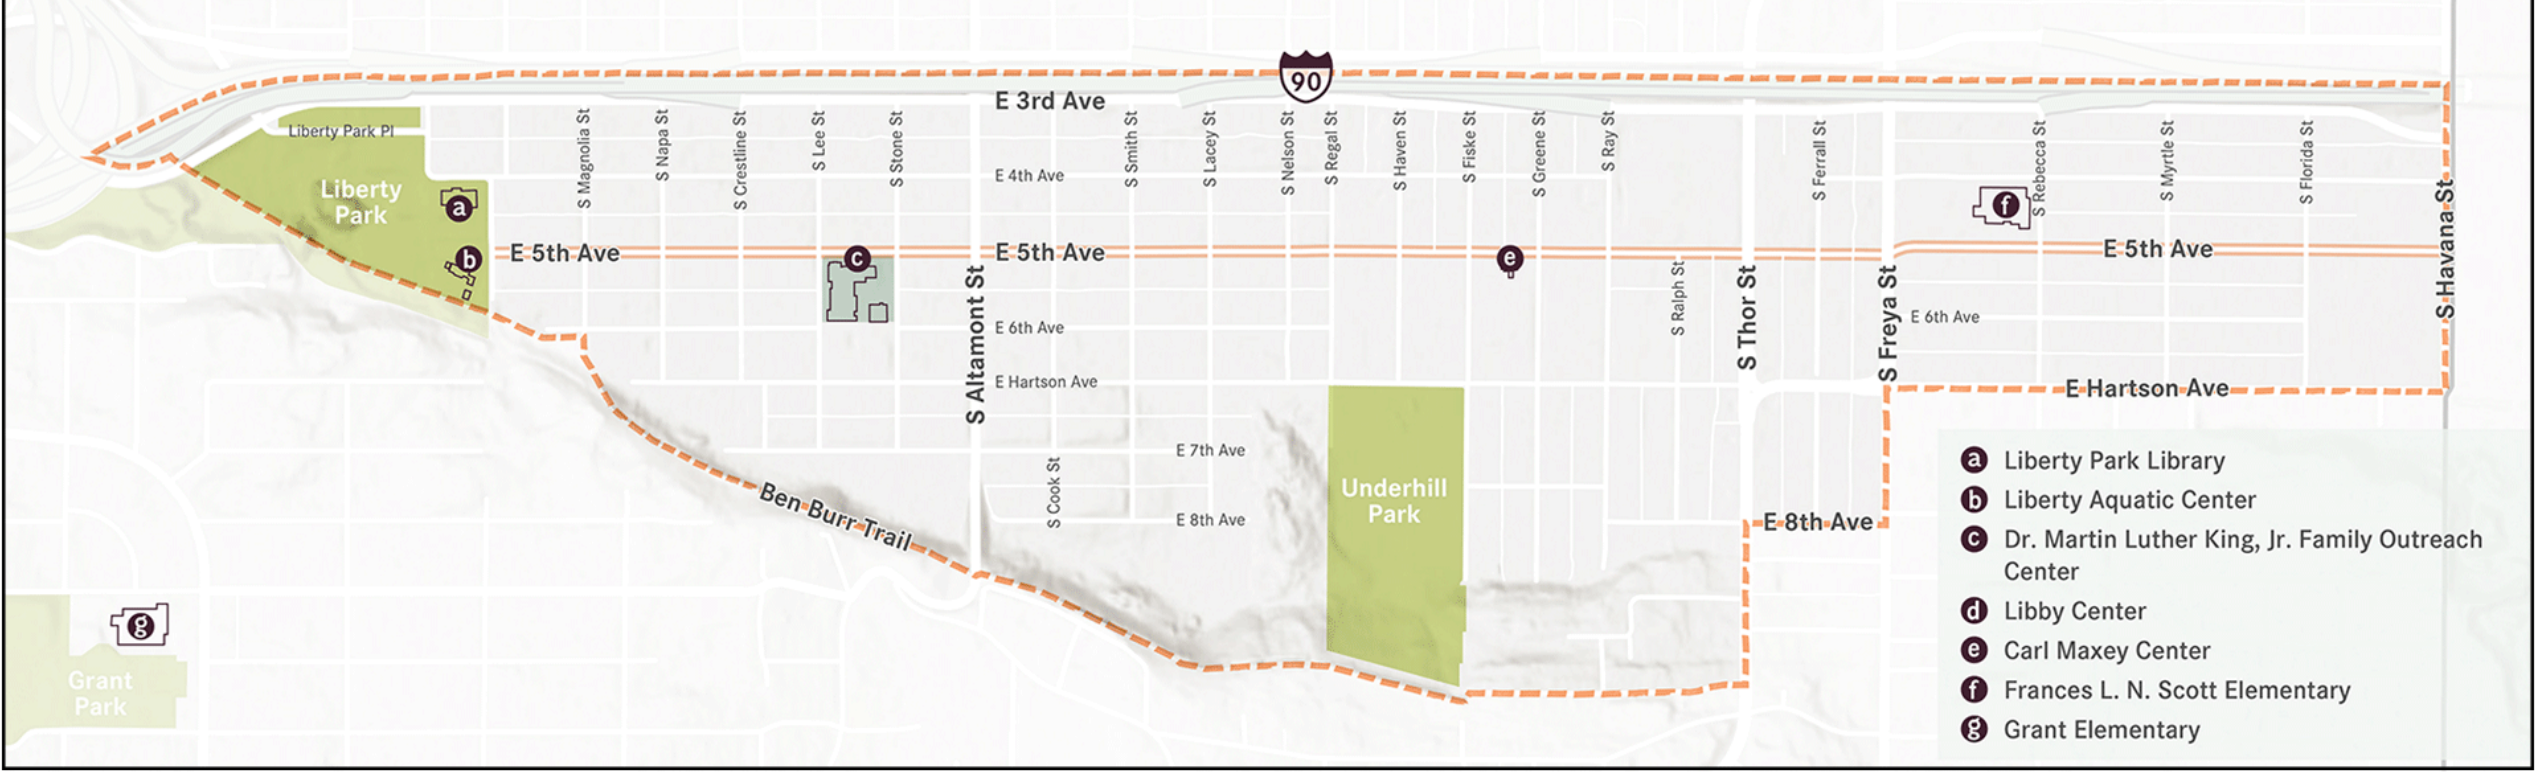 90
E 3rd Ave
Liberty Park Pl
S Magnolia St
S Napa St
S Crestline St
S Lee St
S Stone St
S Smith St
S Lacey St
S Nelson St
S Regal St
S Haven St
S Fiske St
S Greene St
S Ray St
S Ferrall St
S Rebecca St
S Myrtle St
S Florida St
S Havana St
E 4th Ave
Liberty
Park
a
b
E 5th Ave
c
E 5th Ave
e
f
E 5th Ave
S Altamont St
S Ralph St
S Thor St
S Freya St
E 6th Ave
E 6th Ave
E Hartson Ave
E Hartson Ave
E 7th Ave
S Cook St
E 8th Ave
Underhill
Park
Ben Burr Trail
E 8th Ave
g
Grant
Park
a Liberty Park Library
b Liberty Aquatic Center
c Dr. Martin Luther King, Jr. Family Outreach
Center
d Libby Center
e Carl Maxey Center
f Frances L. N. Scott Elementary
g Grant Elementary